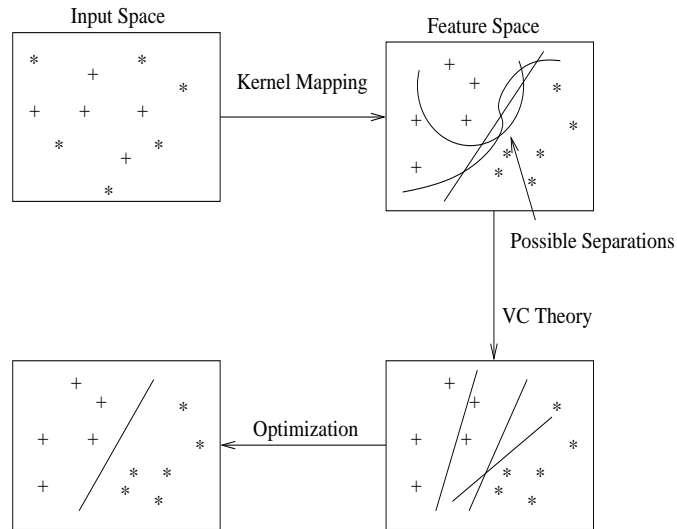 Input Space
Feature Space
Kernel Mapping
Possible Separations
VC Theory
Optimization